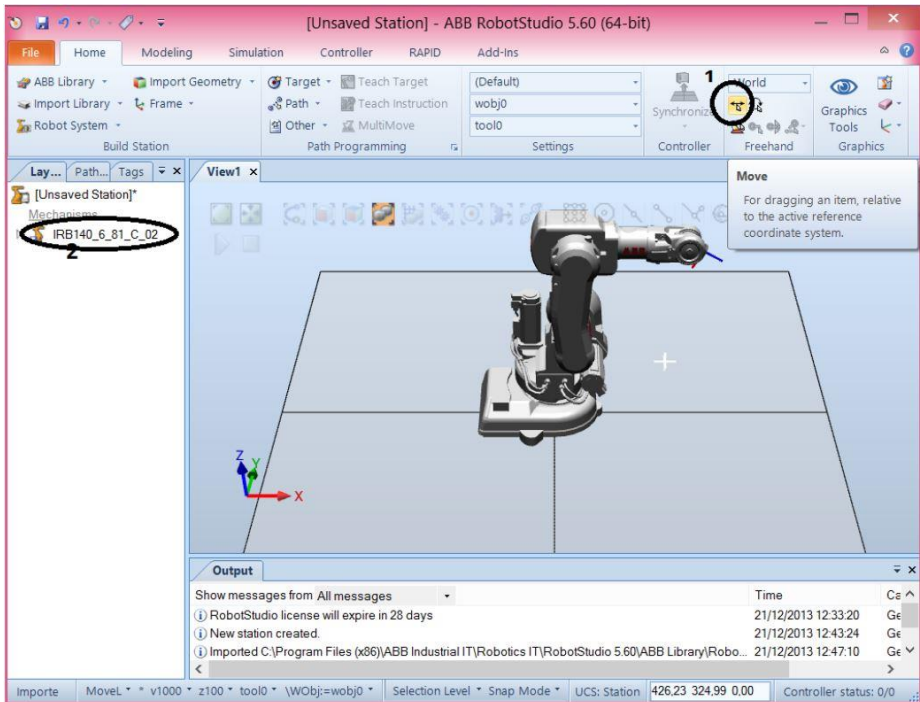 [Unsaved Station] - ABB RobotStudio 5.60 (64-bit)
File Home Modeling Simulation Controller RAPID Add-Ins
ABB Library Import Geometry Target Teach Target (Default) 1 World
Import Library Frame Path Teach Instruction wobj0 Synchronize Graphics
Robot System Other MultiMove tool0 Tools
Build Station Path Programming Settings Controller Freehand Graphics
Lay... Path... Tags View1
Move
For dragging an item, relative
to the active reference
coordinate system.
[Unsaved Station]*
Mechanisms
IRB140_6_81_C_02
2
ABB
Z
Y
X
Output
Show messages from All messages Time Ca
RobotStudio license will expire in 28 days 21/12/2013 12:33:20 Ge
New station created. 21/12/2013 12:43:24 Ge
Imported C:\Program Files (x86)\ABB Industrial IT\Robotics IT\RobotStudio 5.60\ABB Library\Robo... 21/12/2013 12:47:10 Ge
Importe MoveL * v1000 z100 tool0 \WObj:=wobj0 Selection Level Snap Mode UCS: Station 426,23 324,99 0,00 Controller status: 0/0